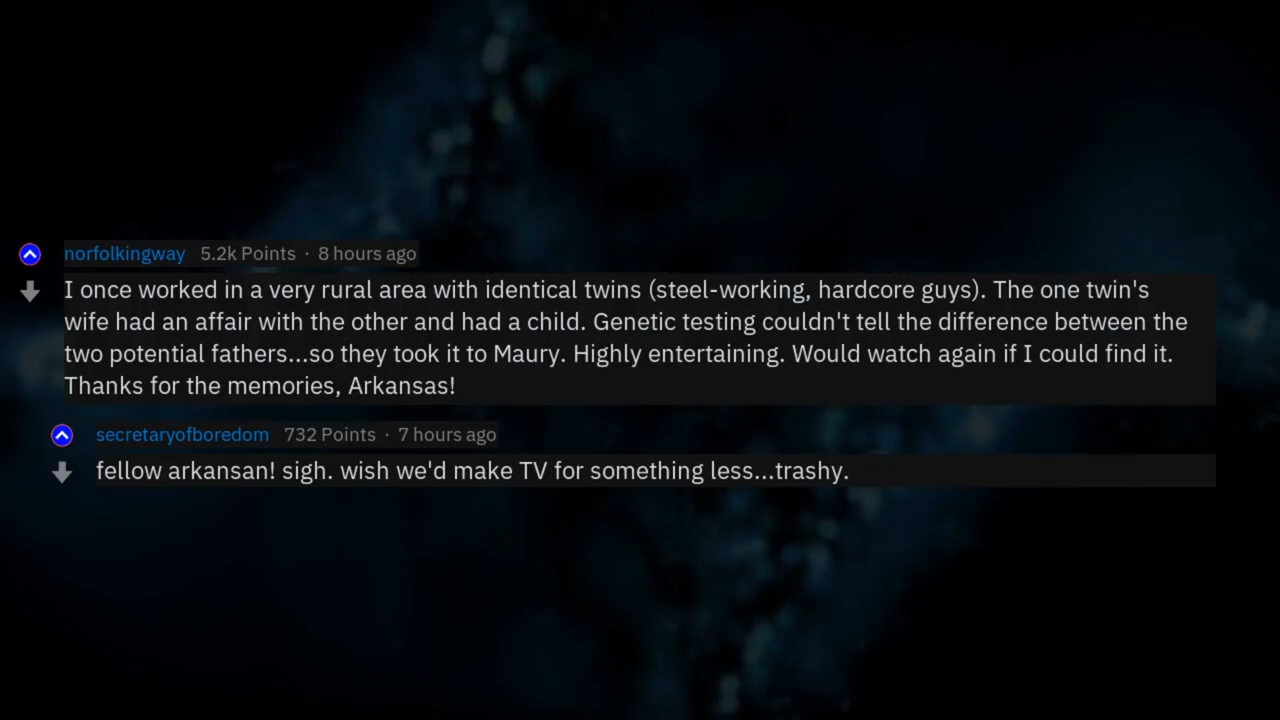 norfolkingway 5.2k Points · 8 hours ago
I once worked in a very rural area with identical twins (steel-working, hardcore guys). The one twin's
wife had an affair with the other and had a child. Genetic testing couldn't tell the difference between the
two potential fathers...so they took it to Maury. Highly entertaining. Would watch again if I could find it.
Thanks for the memories, Arkansas!
secretaryofboredom 732 Points · 7 hours ago
fellow arkansan! sigh. wish we'd make TV for something less...trashy.